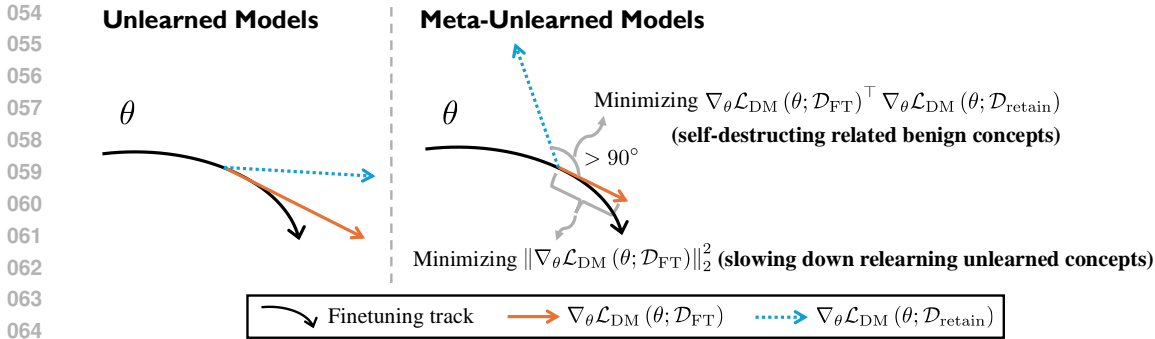 054
055
056
057
058
059
060
061
062
063
064
Unlearned Models
Meta-Unlearned Models
θ
θ
Minimizing ∇θℒDM (θ; 𝒟FT)⊤ ∇θℒDM (θ; 𝒟retain)
(self-destructing related benign concepts)
> 90°
Minimizing ‖∇θℒDM (θ; 𝒟FT)‖₂² (slowing down relearning unlearned concepts)
Finetuning track
∇θℒDM (θ; 𝒟FT)
∇θℒDM (θ; 𝒟retain)